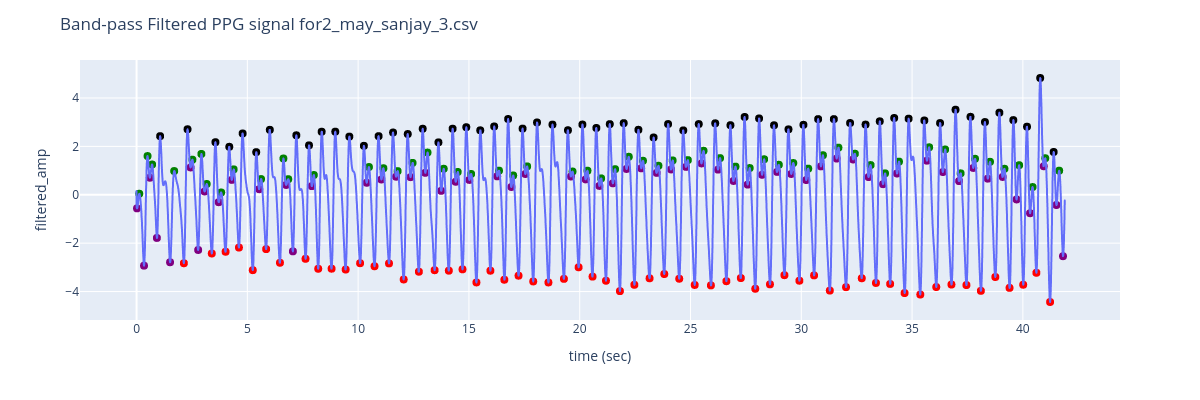 Band-pass Filtered PPG signal for2_may_sanjay_3.csv
filtered_amp
4
2
0
−2
−4
0 5 10 15 20 25 30 35 40
time (sec)